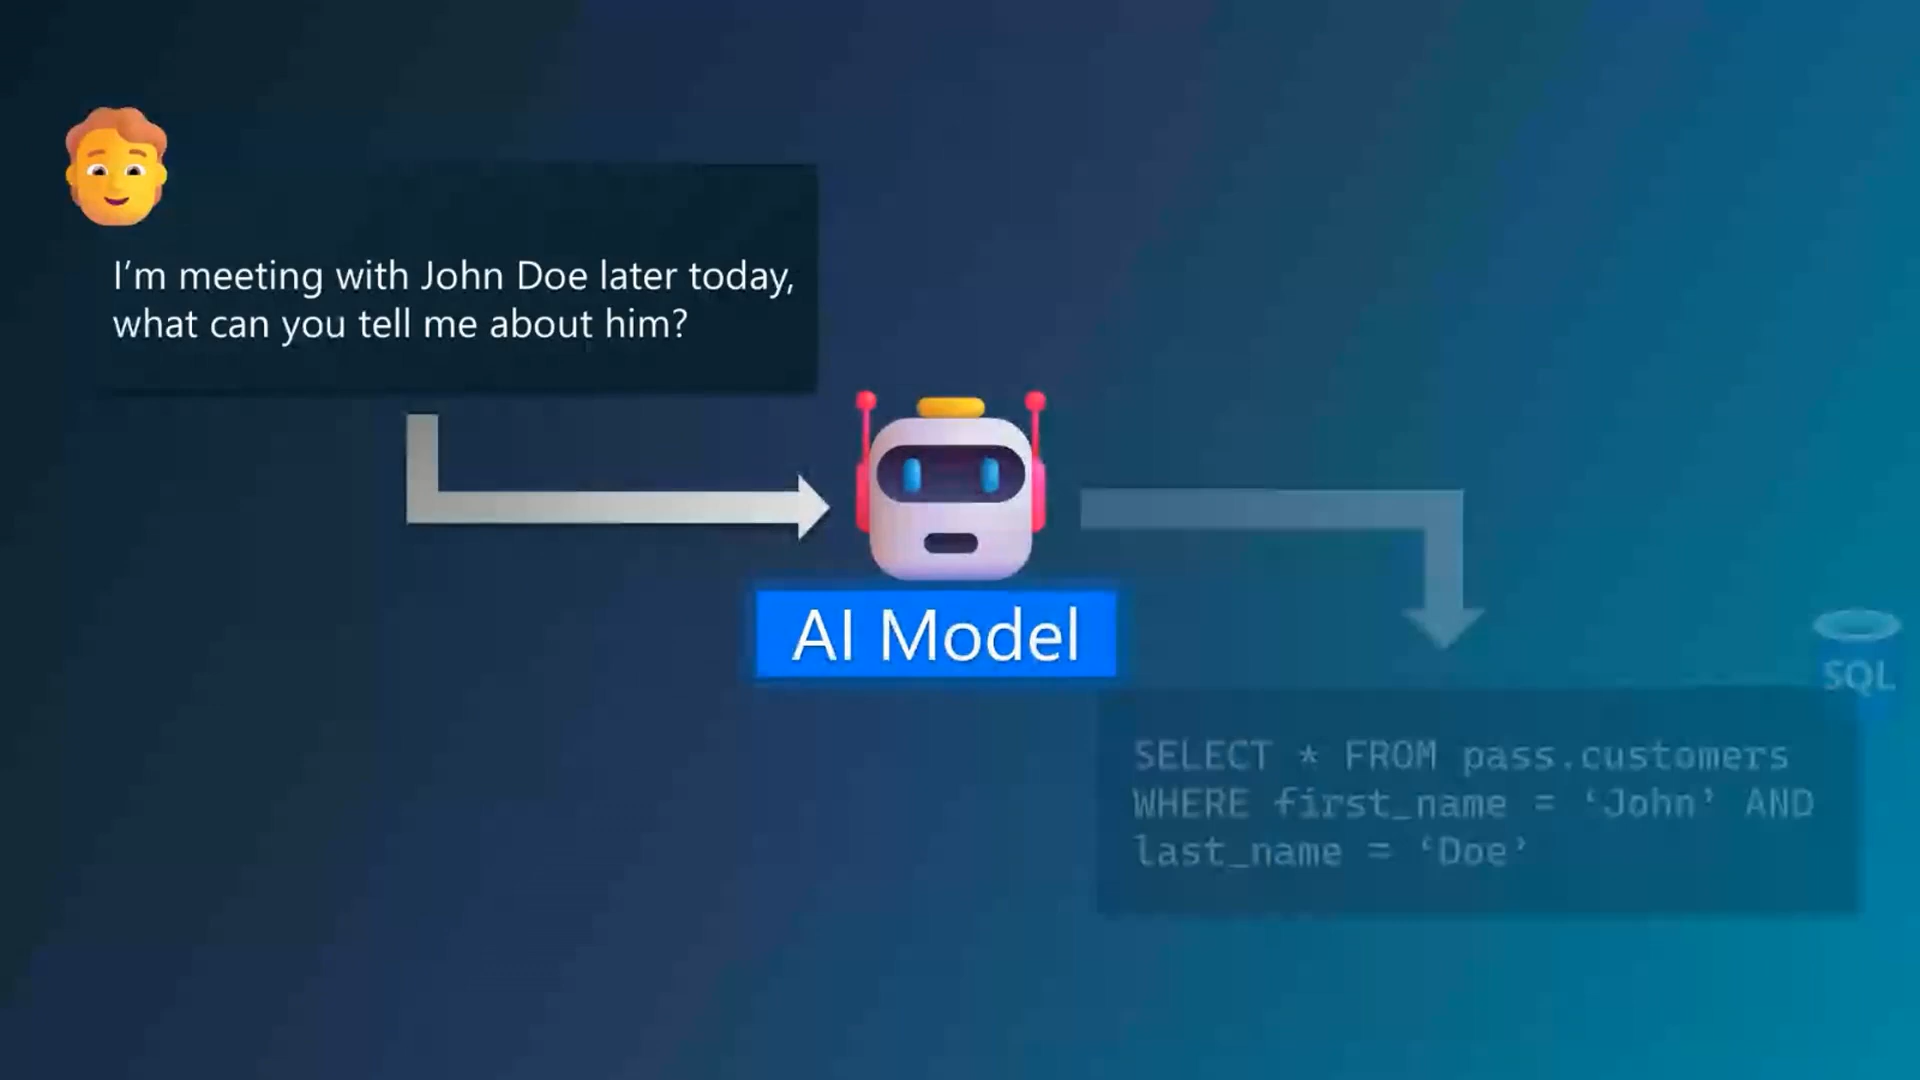 I’m meeting with John Doe later today,
what can you tell me about him?
AI Model
SQL
SELECT * FROM pass.customers
WHERE first_name = ‘John’ AND
last_name = ‘Doe’